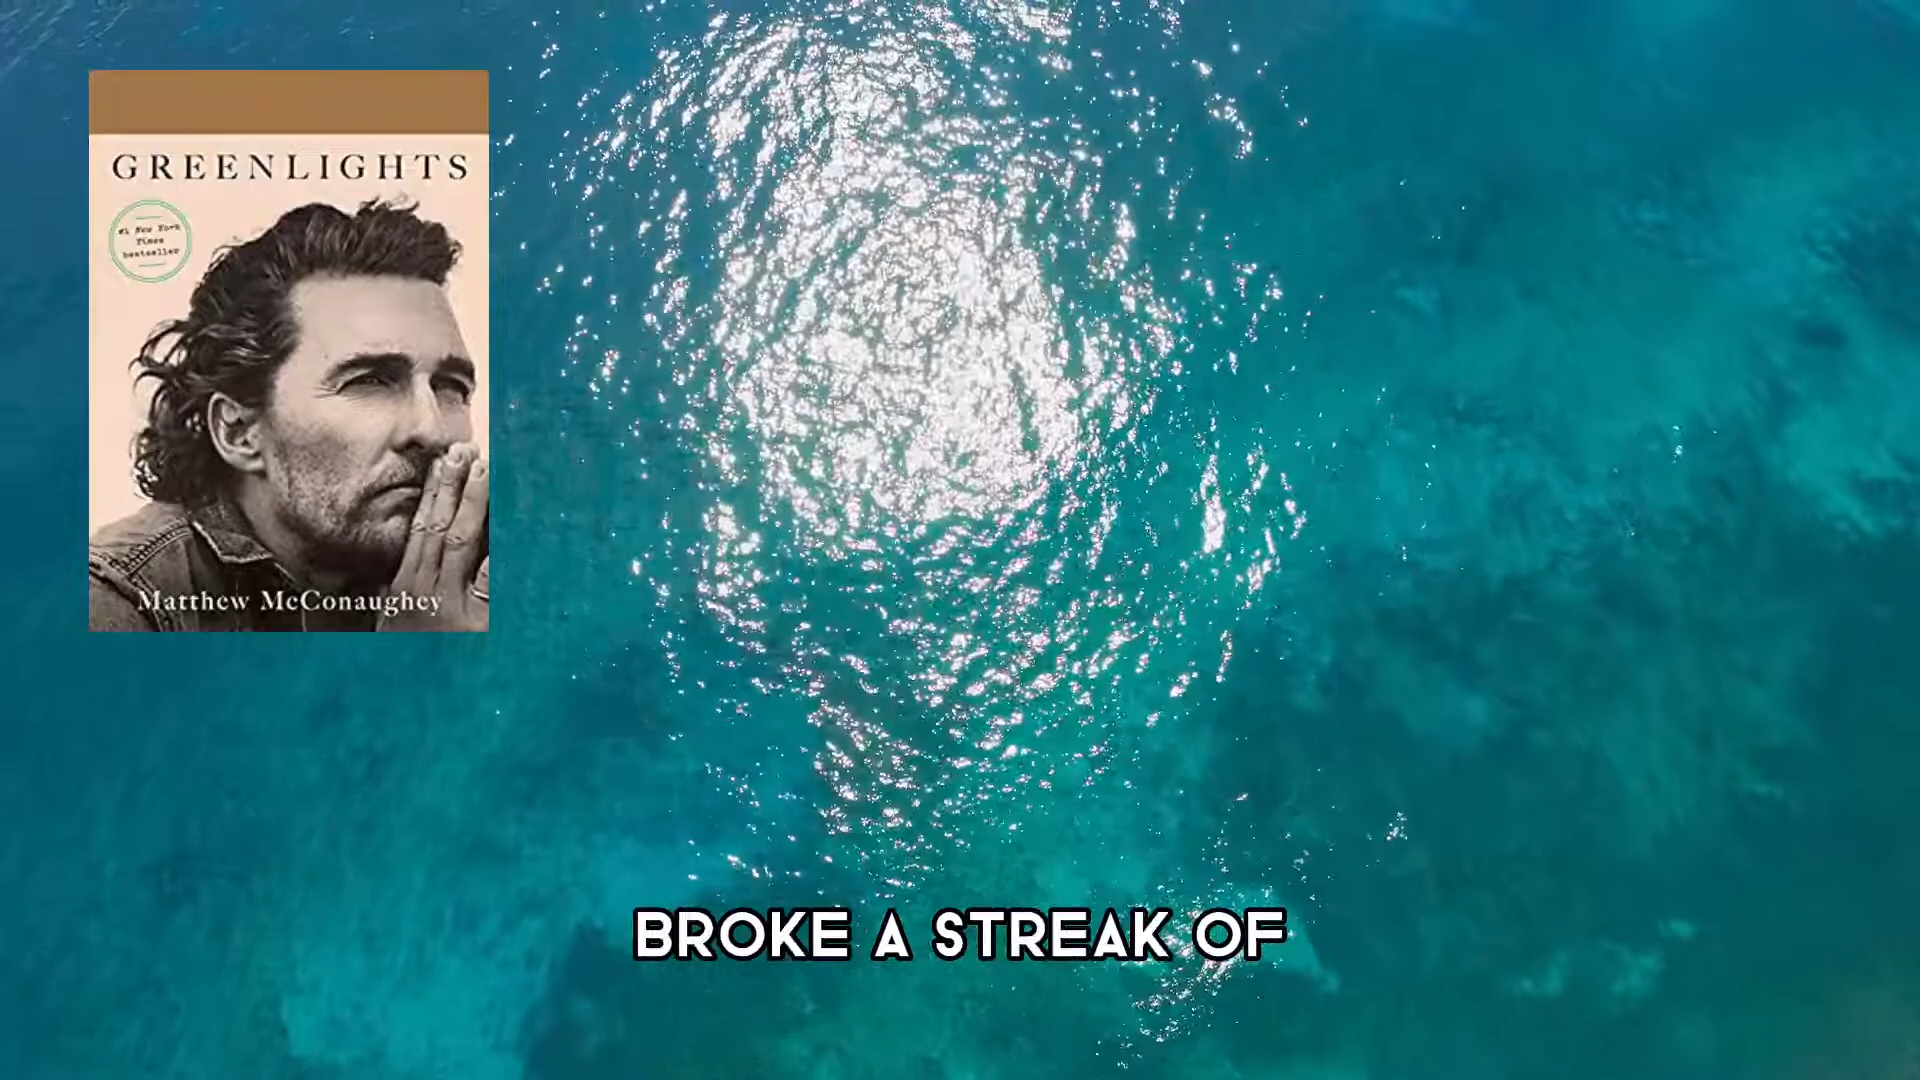 GREENLIGHTS
#1 New York
Times
bestseller
Matthew McConaughey
BROKE A STREAK OF